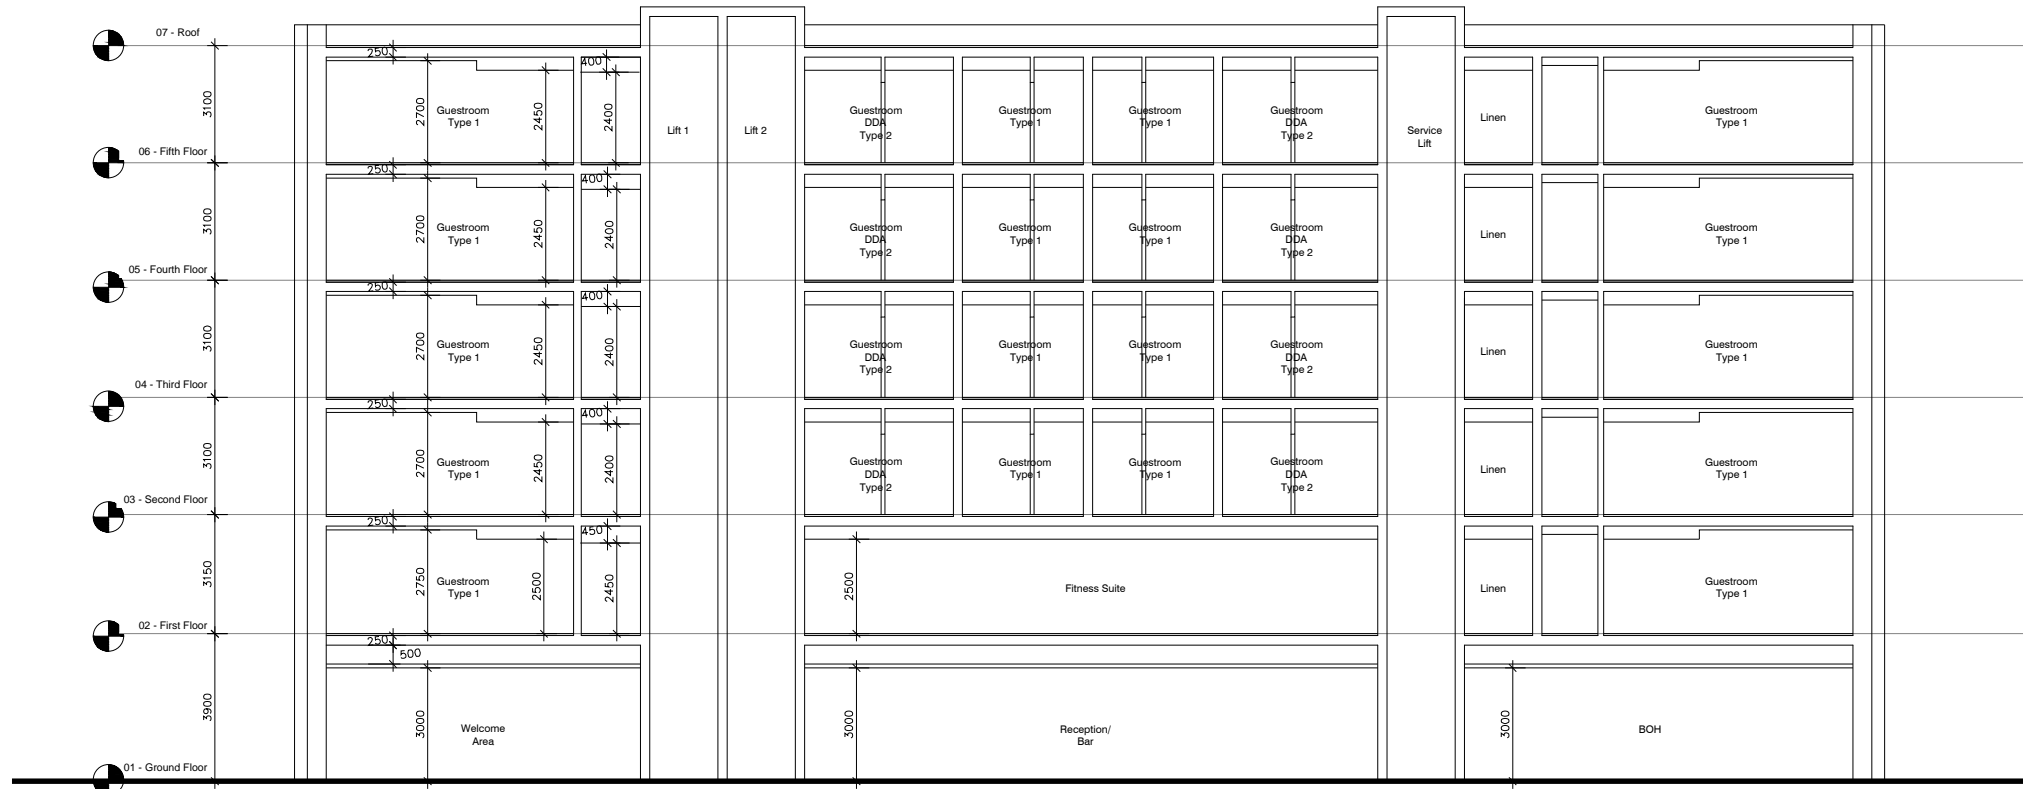 07 - Roof
250
400
3100
2700
Guestroom
Type 1
2450
2400
Lift 1
Lift 2
Guestroom
DDA
Type 2
Guestroom
Type 1
Guestroom
Type 1
Guestroom
DDA
Type 2
Service
Lift
Linen
Guestroom
Type 1
06 - Fifth Floor
250
400
3100
2700
Guestroom
Type 1
2450
2400
Guestroom
DDA
Type 2
Guestroom
Type 1
Guestroom
Type 1
Guestroom
DDA
Type 2
Linen
Guestroom
Type 1
05 - Fourth Floor
250
400
3100
2700
Guestroom
Type 1
2450
2400
Guestroom
DDA
Type 2
Guestroom
Type 1
Guestroom
Type 1
Guestroom
DDA
Type 2
Linen
Guestroom
Type 1
04 - Third Floor
250
400
3100
2700
Guestroom
Type 1
2450
2400
Guestroom
DDA
Type 2
Guestroom
Type 1
Guestroom
Type 1
Guestroom
DDA
Type 2
Linen
Guestroom
Type 1
03 - Second Floor
250
450
3150
2750
Guestroom
Type 1
2500
2450
2500
Fitness Suite
Linen
Guestroom
Type 1
02 - First Floor
250
500
3900
3000
Welcome
Area
3000
Reception/
Bar
3000
BOH
01 - Ground Floor